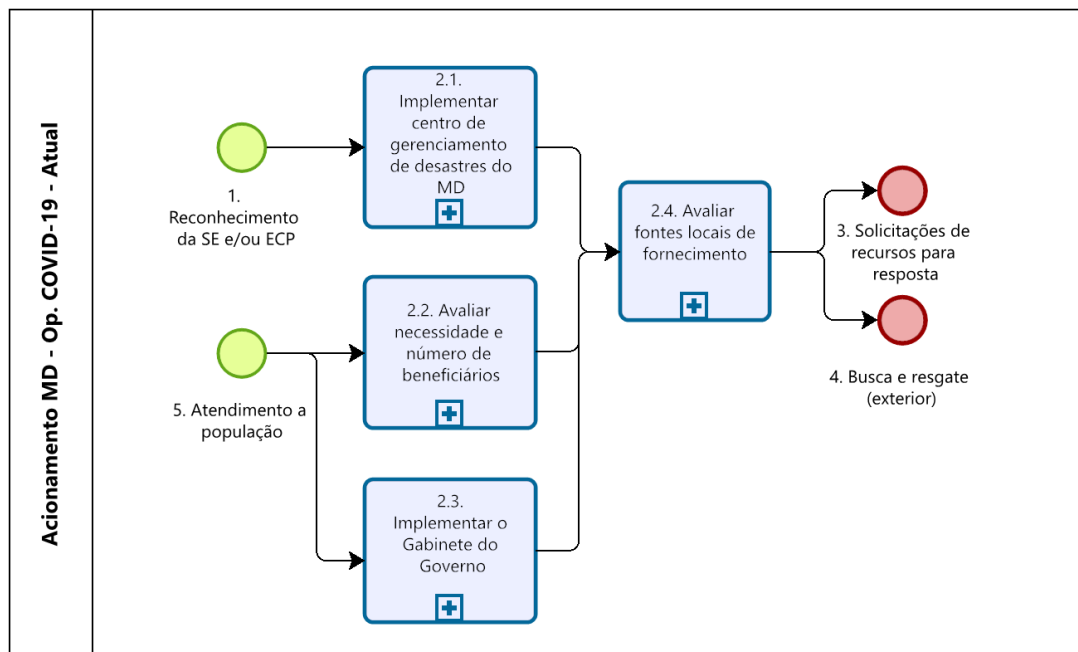 Acionamento MD - Op. COVID-19 - Atual
1.
Reconhecimento
da SE e/ou ECP
2.1.
Implementar
centro de
gerenciamento
de desastres do
MD
5. Atendimento a
população
2.2. Avaliar
necessidade e
número de
beneficiários
2.3.
Implementar o
Gabinete do
Governo
2.4. Avaliar
fontes locais de
fornecimento
3. Solicitações de
recursos para
resposta
4. Busca e resgate
(exterior)